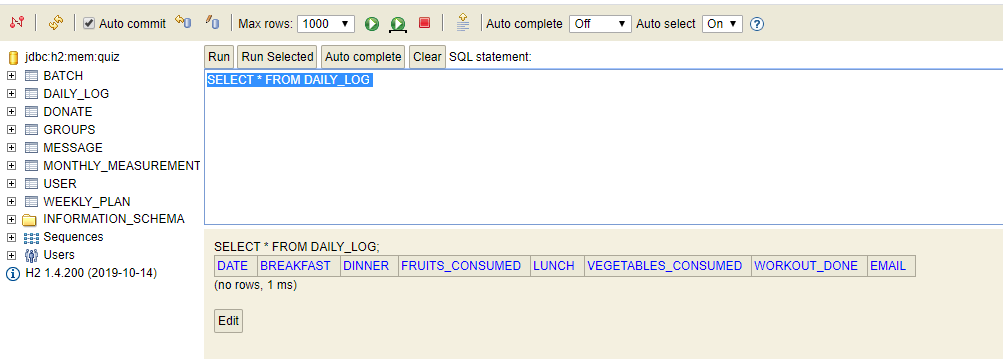 Auto commit Max rows: 1000 Auto complete Off Auto select On
jdbc:h2:mem:quiz
BATCH
DAILY_LOG
DONATE
GROUPS
MESSAGE
MONTHLY_MEASUREMENT
USER
WEEKLY_PLAN
INFORMATION_SCHEMA
Sequences
Users
H2 1.4.200 (2019-10-14)
Run Run Selected Auto complete Clear SQL statement:
SELECT * FROM DAILY_LOG
SELECT * FROM DAILY_LOG;
DATE BREAKFAST DINNER FRUITS_CONSUMED LUNCH VEGETABLES_CONSUMED WORKOUT_DONE EMAIL
(no rows, 1 ms)
Edit